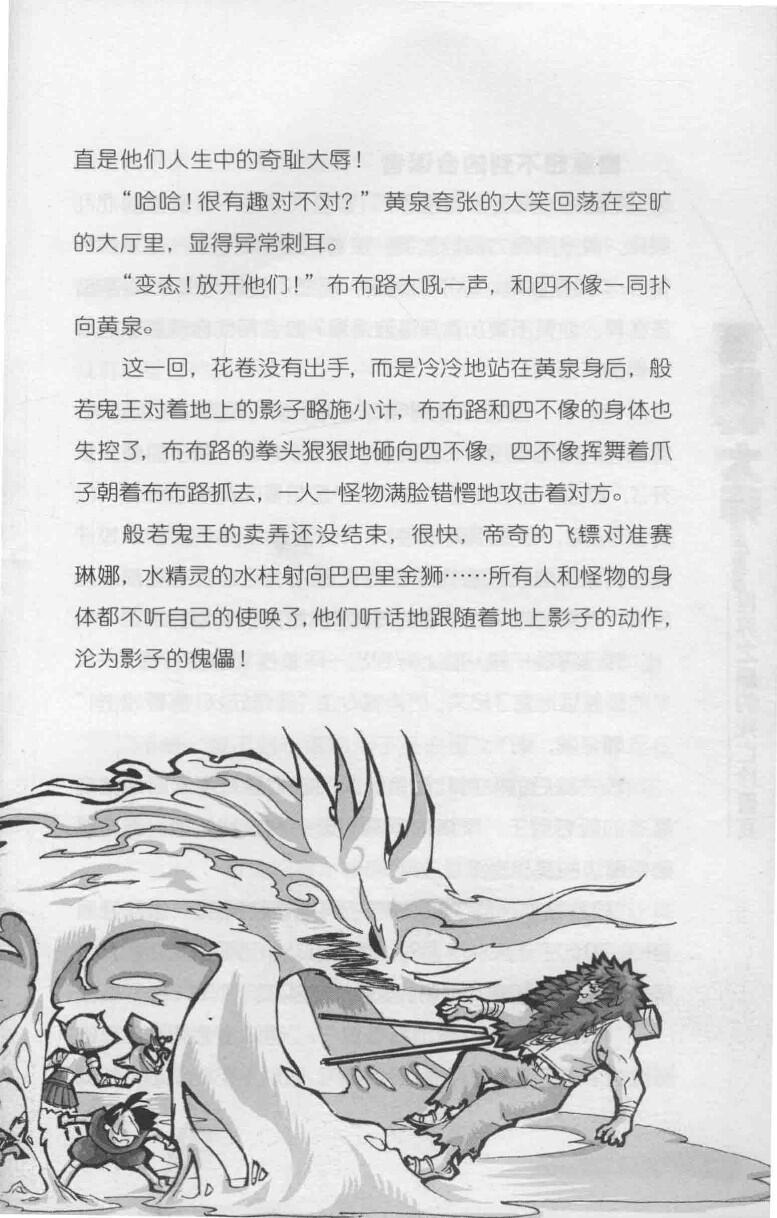 直是他们人生中的奇耻大辱！
“哈哈！很有趣对不对？”黄泉夸张的大笑回荡在空旷
的大厅里，显得异常刺耳。
“变态！放开他们！”布布路大吼一声，和四不像一同扑
向黄泉。
这一回，花卷没有出手，而是冷冷地站在黄泉身后，般
若鬼王对着地上的影子略施小计，布布路和四不像的身体也
失控了，布布路的拳头狠狠地砸向四不像，四不像挥舞着爪
子朝着布布路抓去，一人一怪物满脸错愕地攻击着对方。
般若鬼王的卖弄还没结束，很快，帝奇的飞镖对准赛
琳娜，水精灵的水柱射向巴巴里金狮……所有人和怪物的身
体都不听自己的使唤了，他们听话地跟随着地上影子的动作，
沦为影子的傀儡！